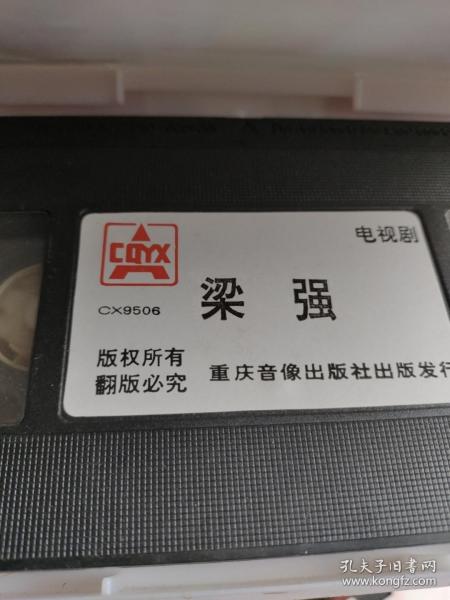 电视剧
CQYX
梁 强
CX9506
版权所有
翻版必究
重庆音像出版社出版发行
孔夫子旧书网
www.kongfz.com